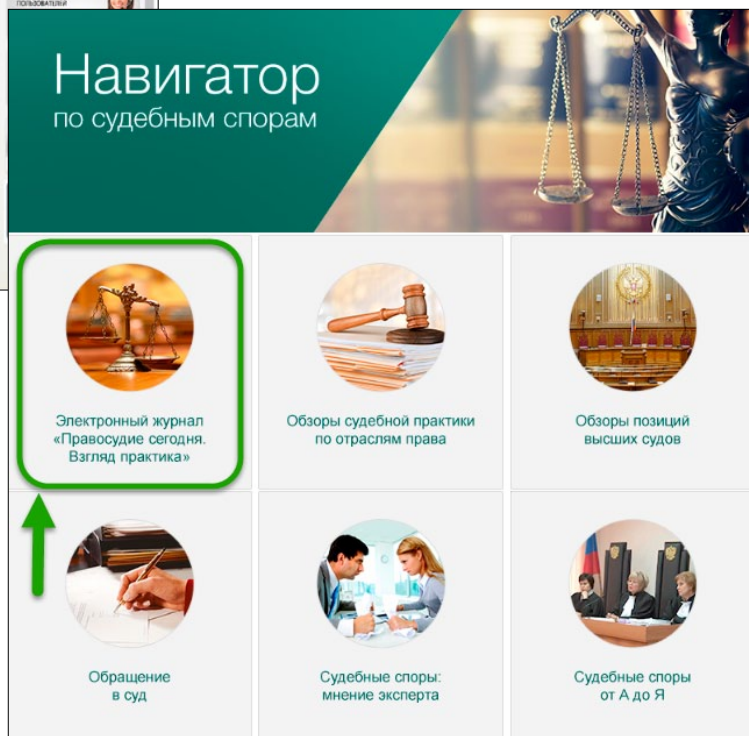 ПОЛЬЗОВАТЕЛЕЙ
Навигатор
по судебным спорам
Электронный журнал
«Правосудие сегодня.
Взгляд практика»
Обзоры судебной практики
по отраслям права
Обзоры позиций
высших судов
Обращение
в суд
Судебные споры:
мнение эксперта
Судебные споры
от А до Я